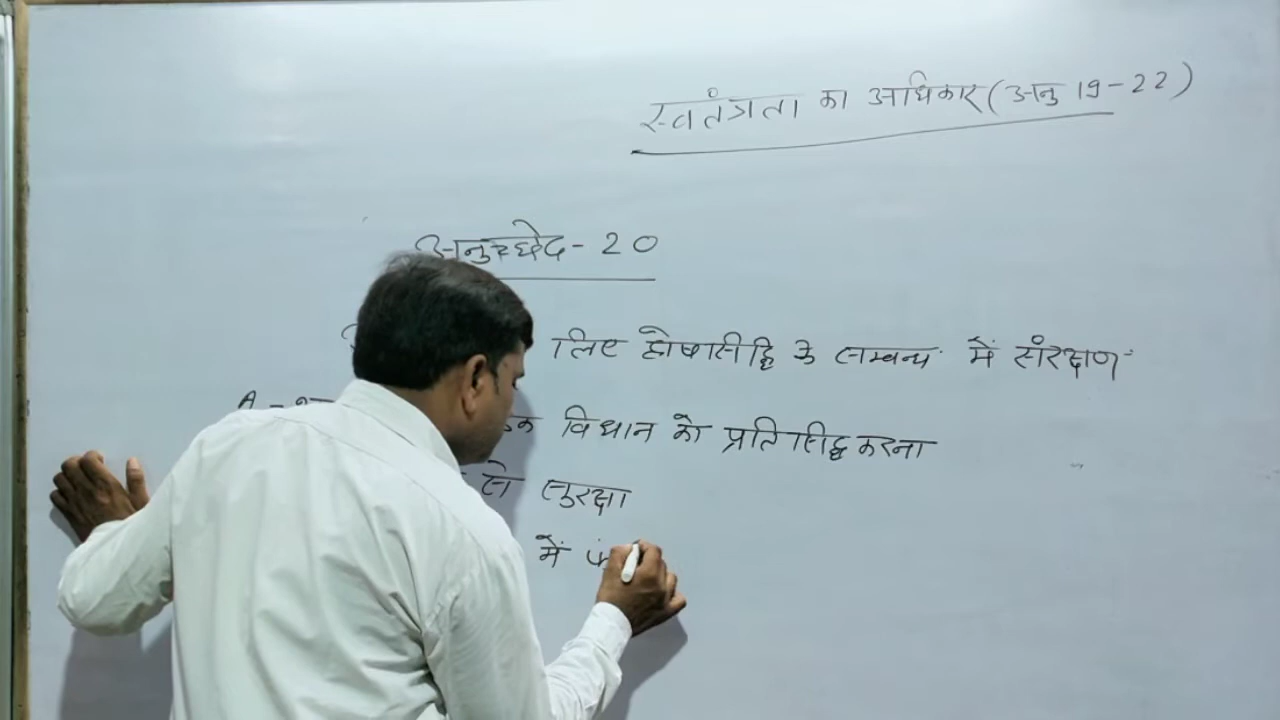 स्वतंत्रता का अधिकार (अनु 19-22)
अनुच्छेद - 20
लिए दोषसिद्धि के सम्बन्ध में संरक्षण
A - विधान को प्रतिसिद्ध करना
से सुरक्षा
में